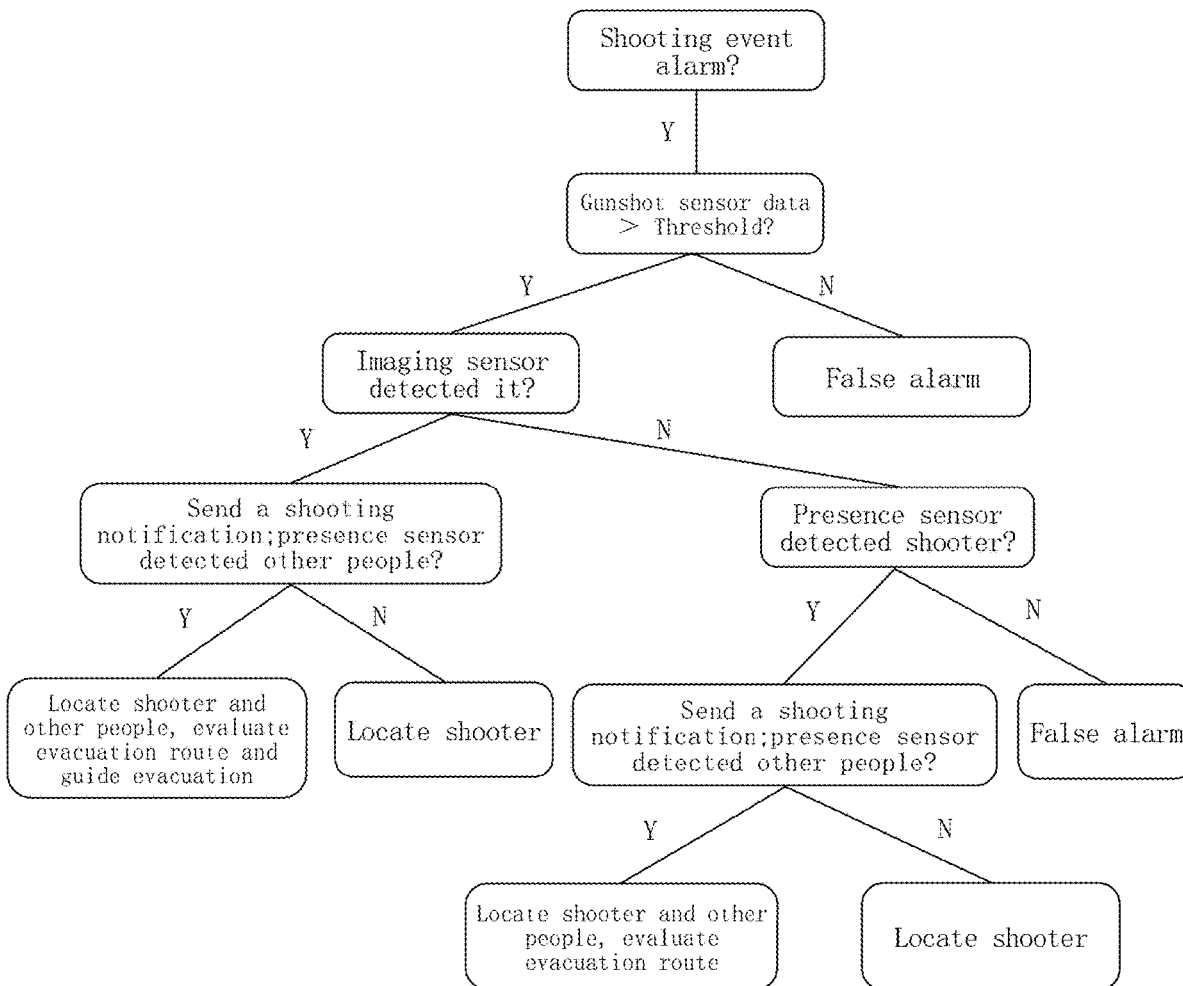 Shooting event
alarm?
Y
Gunshot sensor data
> Threshold?
Y
N
Imaging sensor
detected it?
False alarm
Y
N
Send a shooting
notification;presence sensor
detected other people?
Presence sensor
detected shooter?
Y
N
Y
N
Locate shooter and
other people, evaluate
evacuation route and
guide evacuation
Locate shooter
Send a shooting
notification;presence sensor
detected other people?
False alarm
Y
N
Locate shooter and other
people, evaluate
evacuation route
Locate shooter